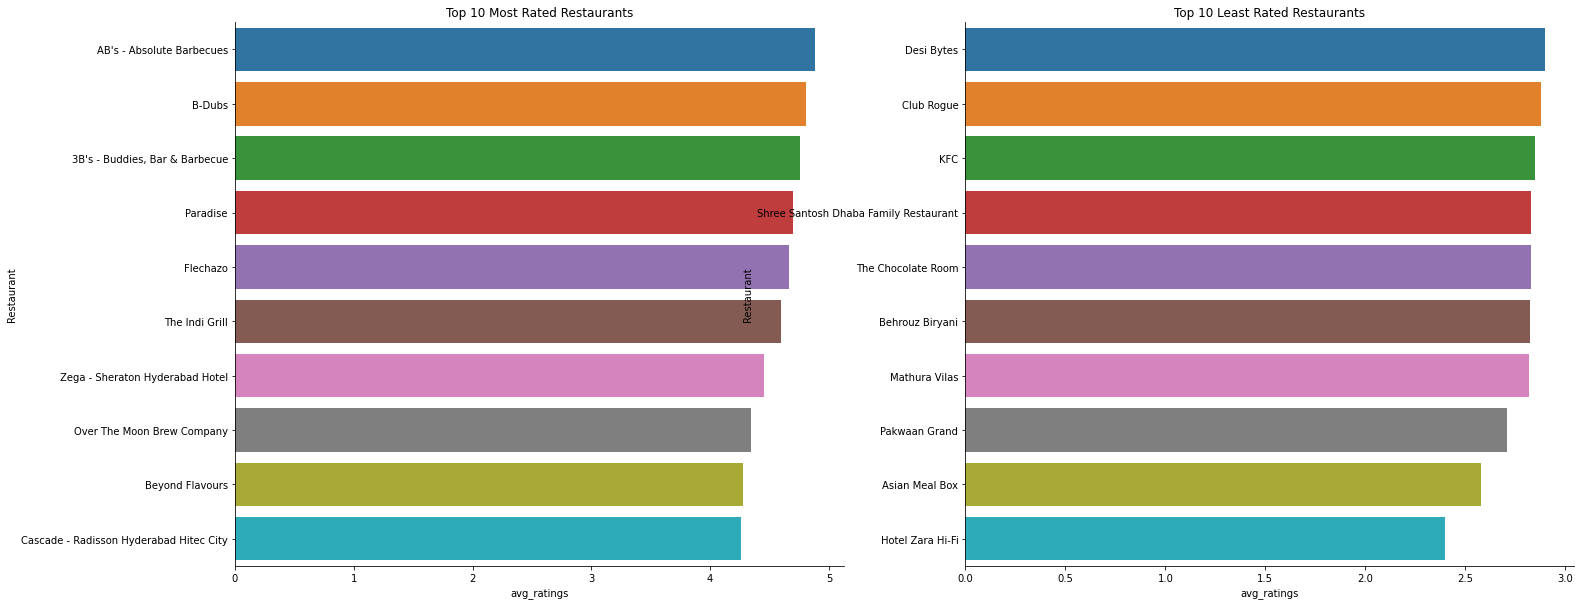 Top 10 Most Rated Restaurants
Restaurant
AB's - Absolute Barbecues
B-Dubs
3B's - Buddies, Bar & Barbecue
Paradise
Flechazo
The Indi Grill
Zega - Sheraton Hyderabad Hotel
Over The Moon Brew Company
Beyond Flavours
Cascade - Radisson Hyderabad Hitec City
0 1 2 3 4 5
avg_ratings
Top 10 Least Rated Restaurants
Restaurant
Desi Bytes
Club Rogue
KFC
Shree Santosh Dhaba Family Restaurant
The Chocolate Room
Behrouz Biryani
Mathura Vilas
Pakwaan Grand
Asian Meal Box
Hotel Zara Hi-Fi
0.0 0.5 1.0 1.5 2.0 2.5 3.0
avg_ratings